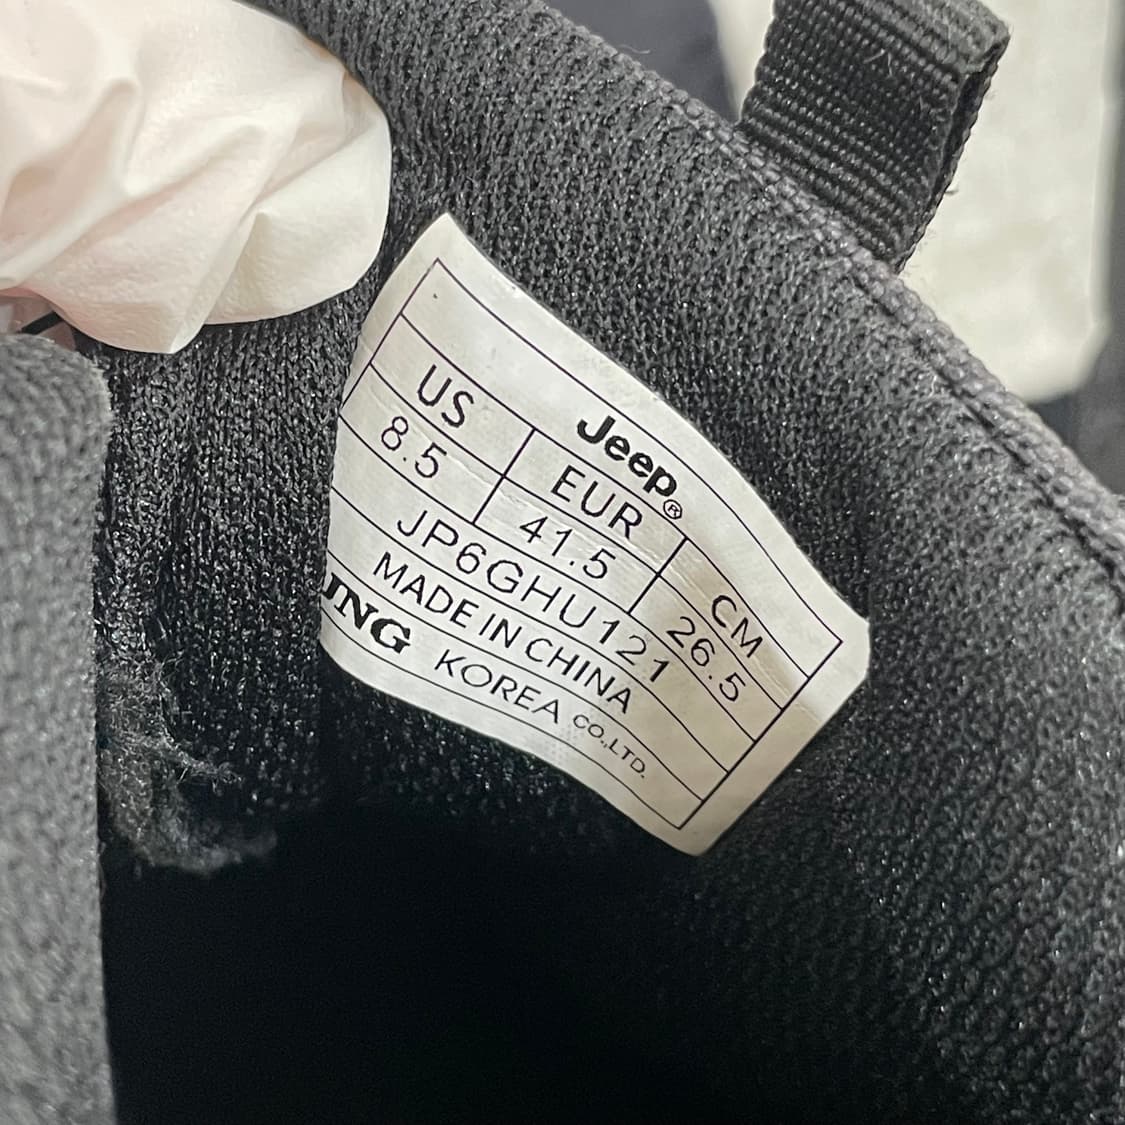 Jeep®
US EUR CM
8.5 41.5 26.5
JP6GHU121
MADE IN CHINA
KOREA CO.,LTD.